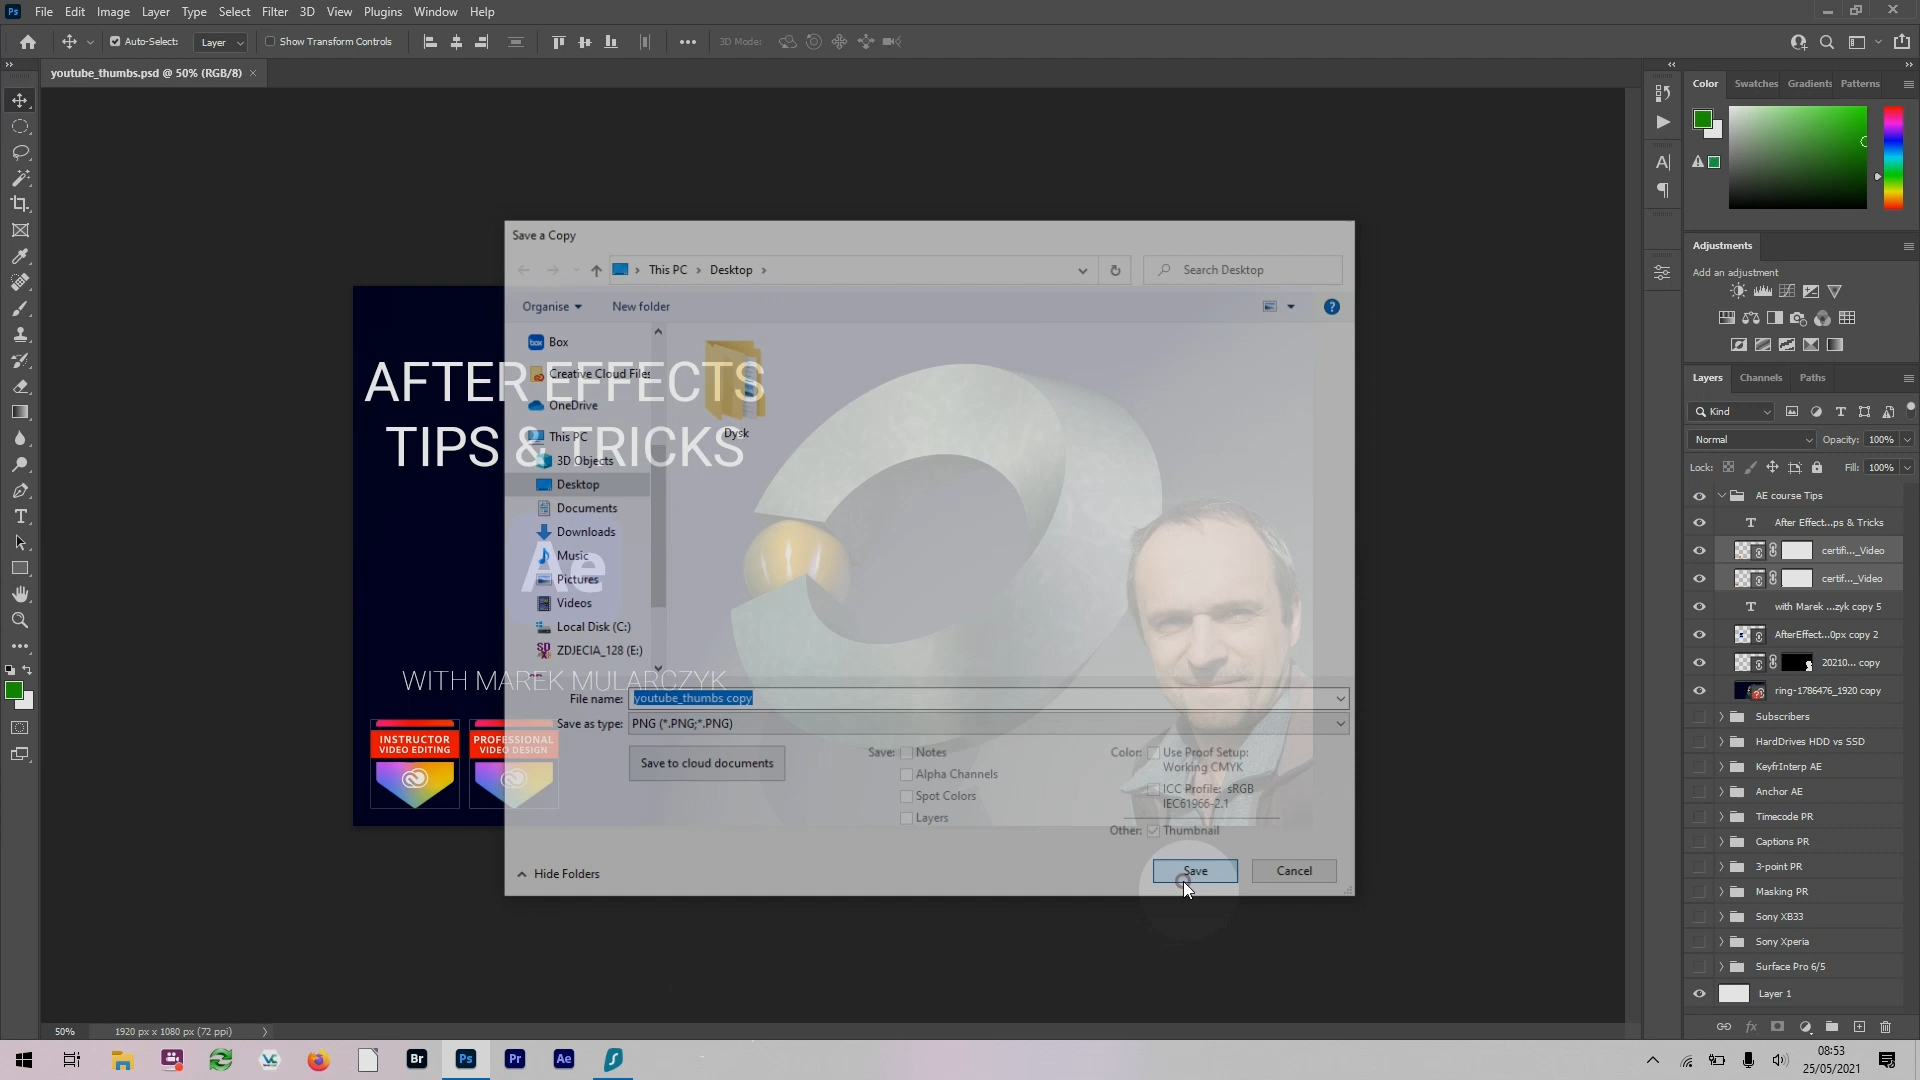 Ps File Edit Image Layer Type Select Filter 3D View Plugins Window Help
Auto-Select: Layer Show Transform Controls 3D Mode:
youtube_thumbs.psd @ 50% (RGB/8) ×
Color Swatches Gradients Patterns
Adjustments
Add an adjustment
Layers Channels Paths
Kind
Normal Opacity: 100%
Lock: Fill: 100%
AE course Tips
After Effect...ps & Tricks
certifi..._Video
certif..._Video
with Marek ...zyk copy 5
AfterEffect...0px copy 2
20210... copy
ring-1786476_1920 copy
Subscribers
HardDrives HDD vs SSD
KeyfrInterp AE
Anchor AE
Timecode PR
Captions PR
3-point PR
Masking PR
Sony XB33
Sony Xperia
Surface Pro 6/5
Layer 1
Save a Copy
This PC › Desktop ›
Search Desktop
Organise New folder
Box
Creative Cloud Files
OneDrive
This PC
3D Objects
Desktop
Documents
Downloads
Music
Pictures
Videos
Local Disk (C:)
ZDJECIA_128 (E:)
Dysk
AFTER EFFECTS
TIPS & TRICKS
Ae
WITH MAREK MULARCZYK
INSTRUCTOR
VIDEO EDITING
PROFESSIONAL
VIDEO DESIGN
File name: youtube_thumbs copy
Save as type: PNG (*.PNG;*.PNG)
Save to cloud documents
Save: Notes
Alpha Channels
Spot Colors
Layers
Color: Use Proof Setup:
Working CMYK
ICC Profile: sRGB
IEC61966-2.1
Other: Thumbnail
Hide Folders
Save Cancel
50% 1920 px x 1080 px (72 ppi)
Br Ps Pr Ae
08:53
25/05/2021